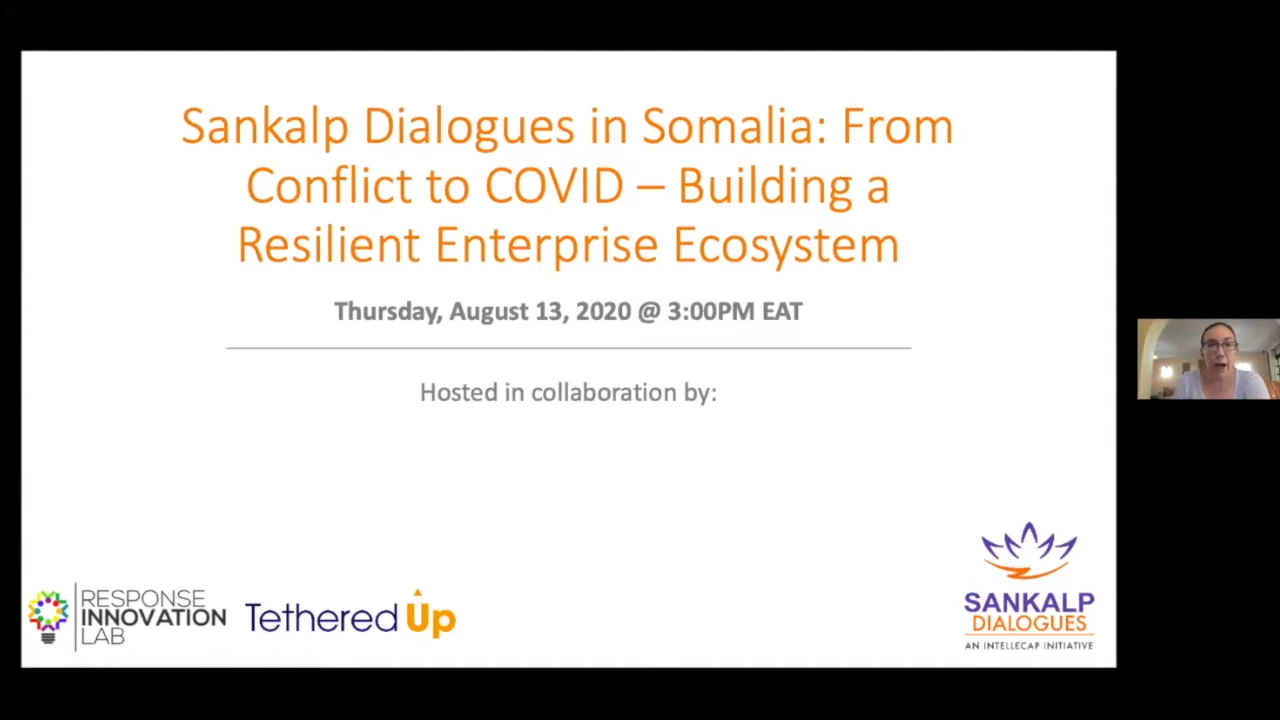 Sankalp Dialogues in Somalia: From
Conflict to COVID – Building a
Resilient Enterprise Ecosystem
Thursday, August 13, 2020 @ 3:00PM EAT
Hosted in collaboration by:
RESPONSE
INNOVATION
LAB
Tethered Up
SANKALP
DIALOGUES
AN INTELLECAP INITIATIVE